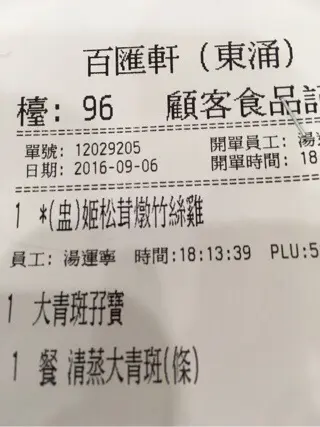 百匯軒 (東涌)
檯: 96 顧客食品
單號: 12029205 開單員工: 湯
日期: 2016-09-06 開單時間: 18
1 *(盅)姬松茸燉竹絲雞
員工: 湯運寧 時間:18:13:39 PLU:5
1 大青斑孖寶
1 餐 清蒸大青斑(條)